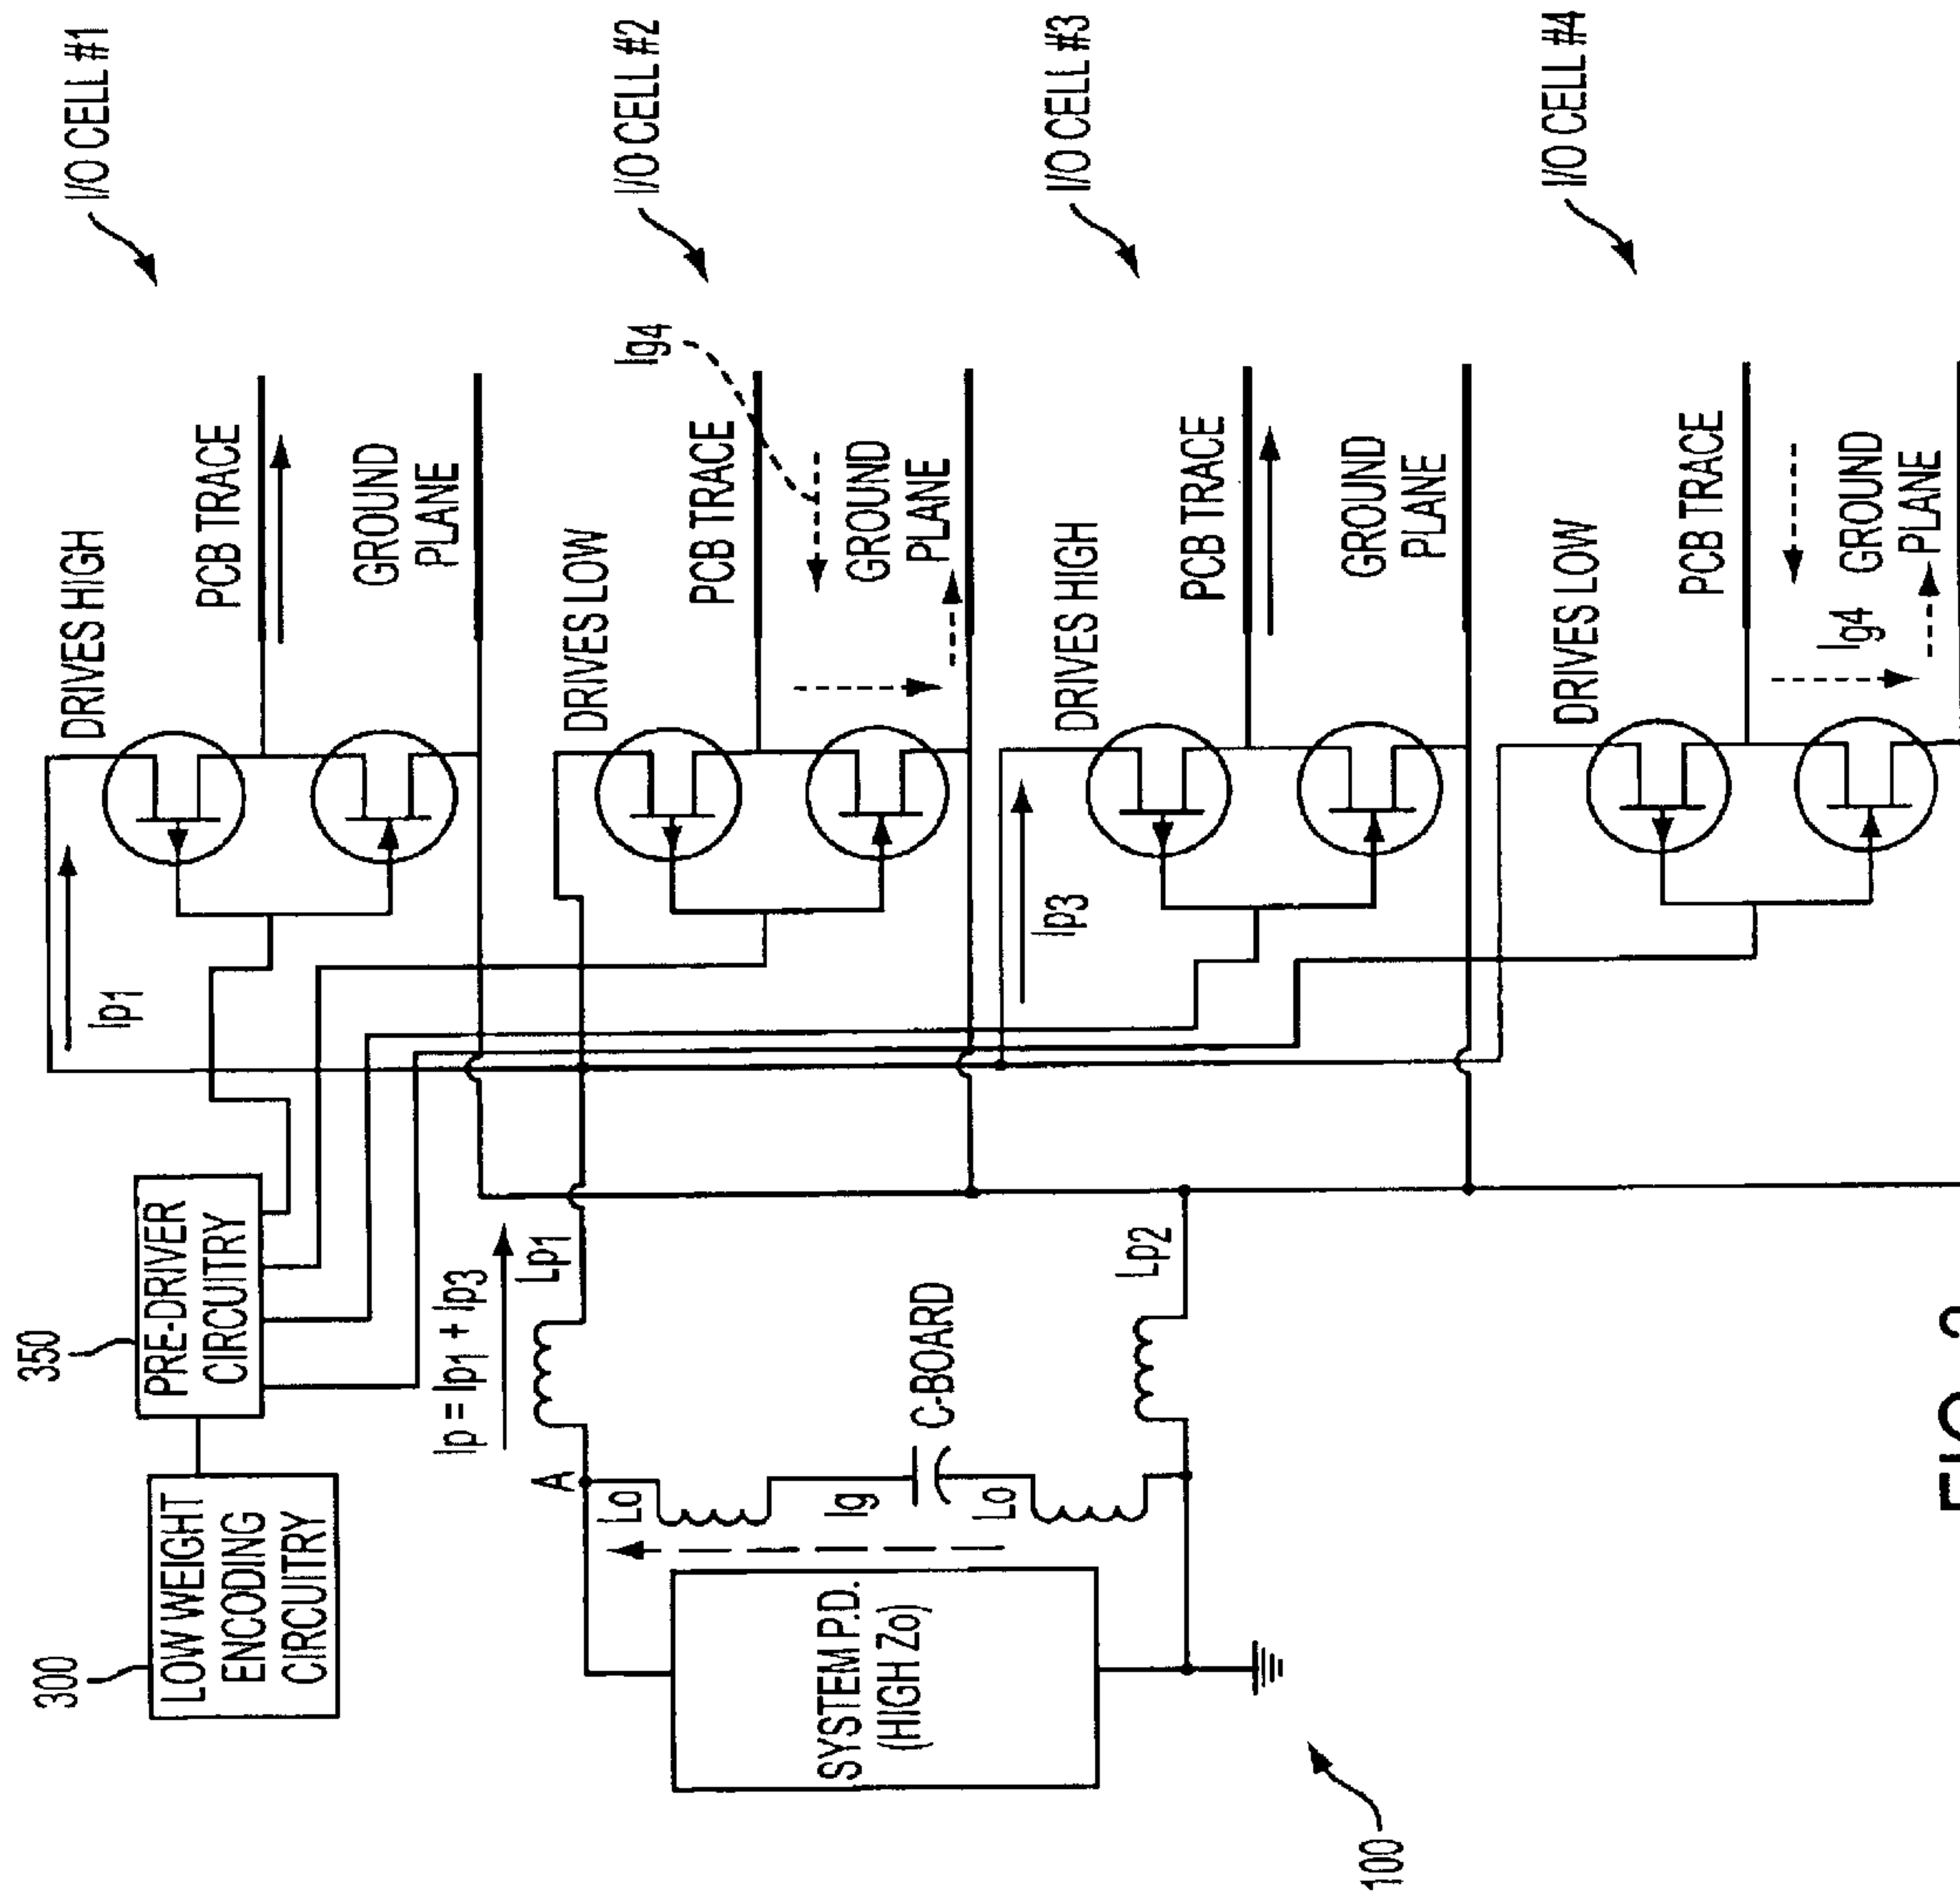 300
LOW WEIGHT
ENCODING
CIRCUITRY
350
PRE-DRIVER
CIRCUITRY
Ip1
DRIVES HIGH
PCB TRACE
GROUND
PLANE
I/O CELL #1
Ip = Ip1 + Ip3
Lp1
A
Lo
Ig
C-BOARD
Lo
Lp2
SYSTEM P.D.
(HIGH Zo)
100
DRIVES LOW
PCB TRACE
Ig4
GROUND
PLANE
I/O CELL #2
Ip3
DRIVES HIGH
PCB TRACE
GROUND
PLANE
I/O CELL #3
DRIVES LOW
PCB TRACE
Ig4
GROUND
PLANE
I/O CELL #4